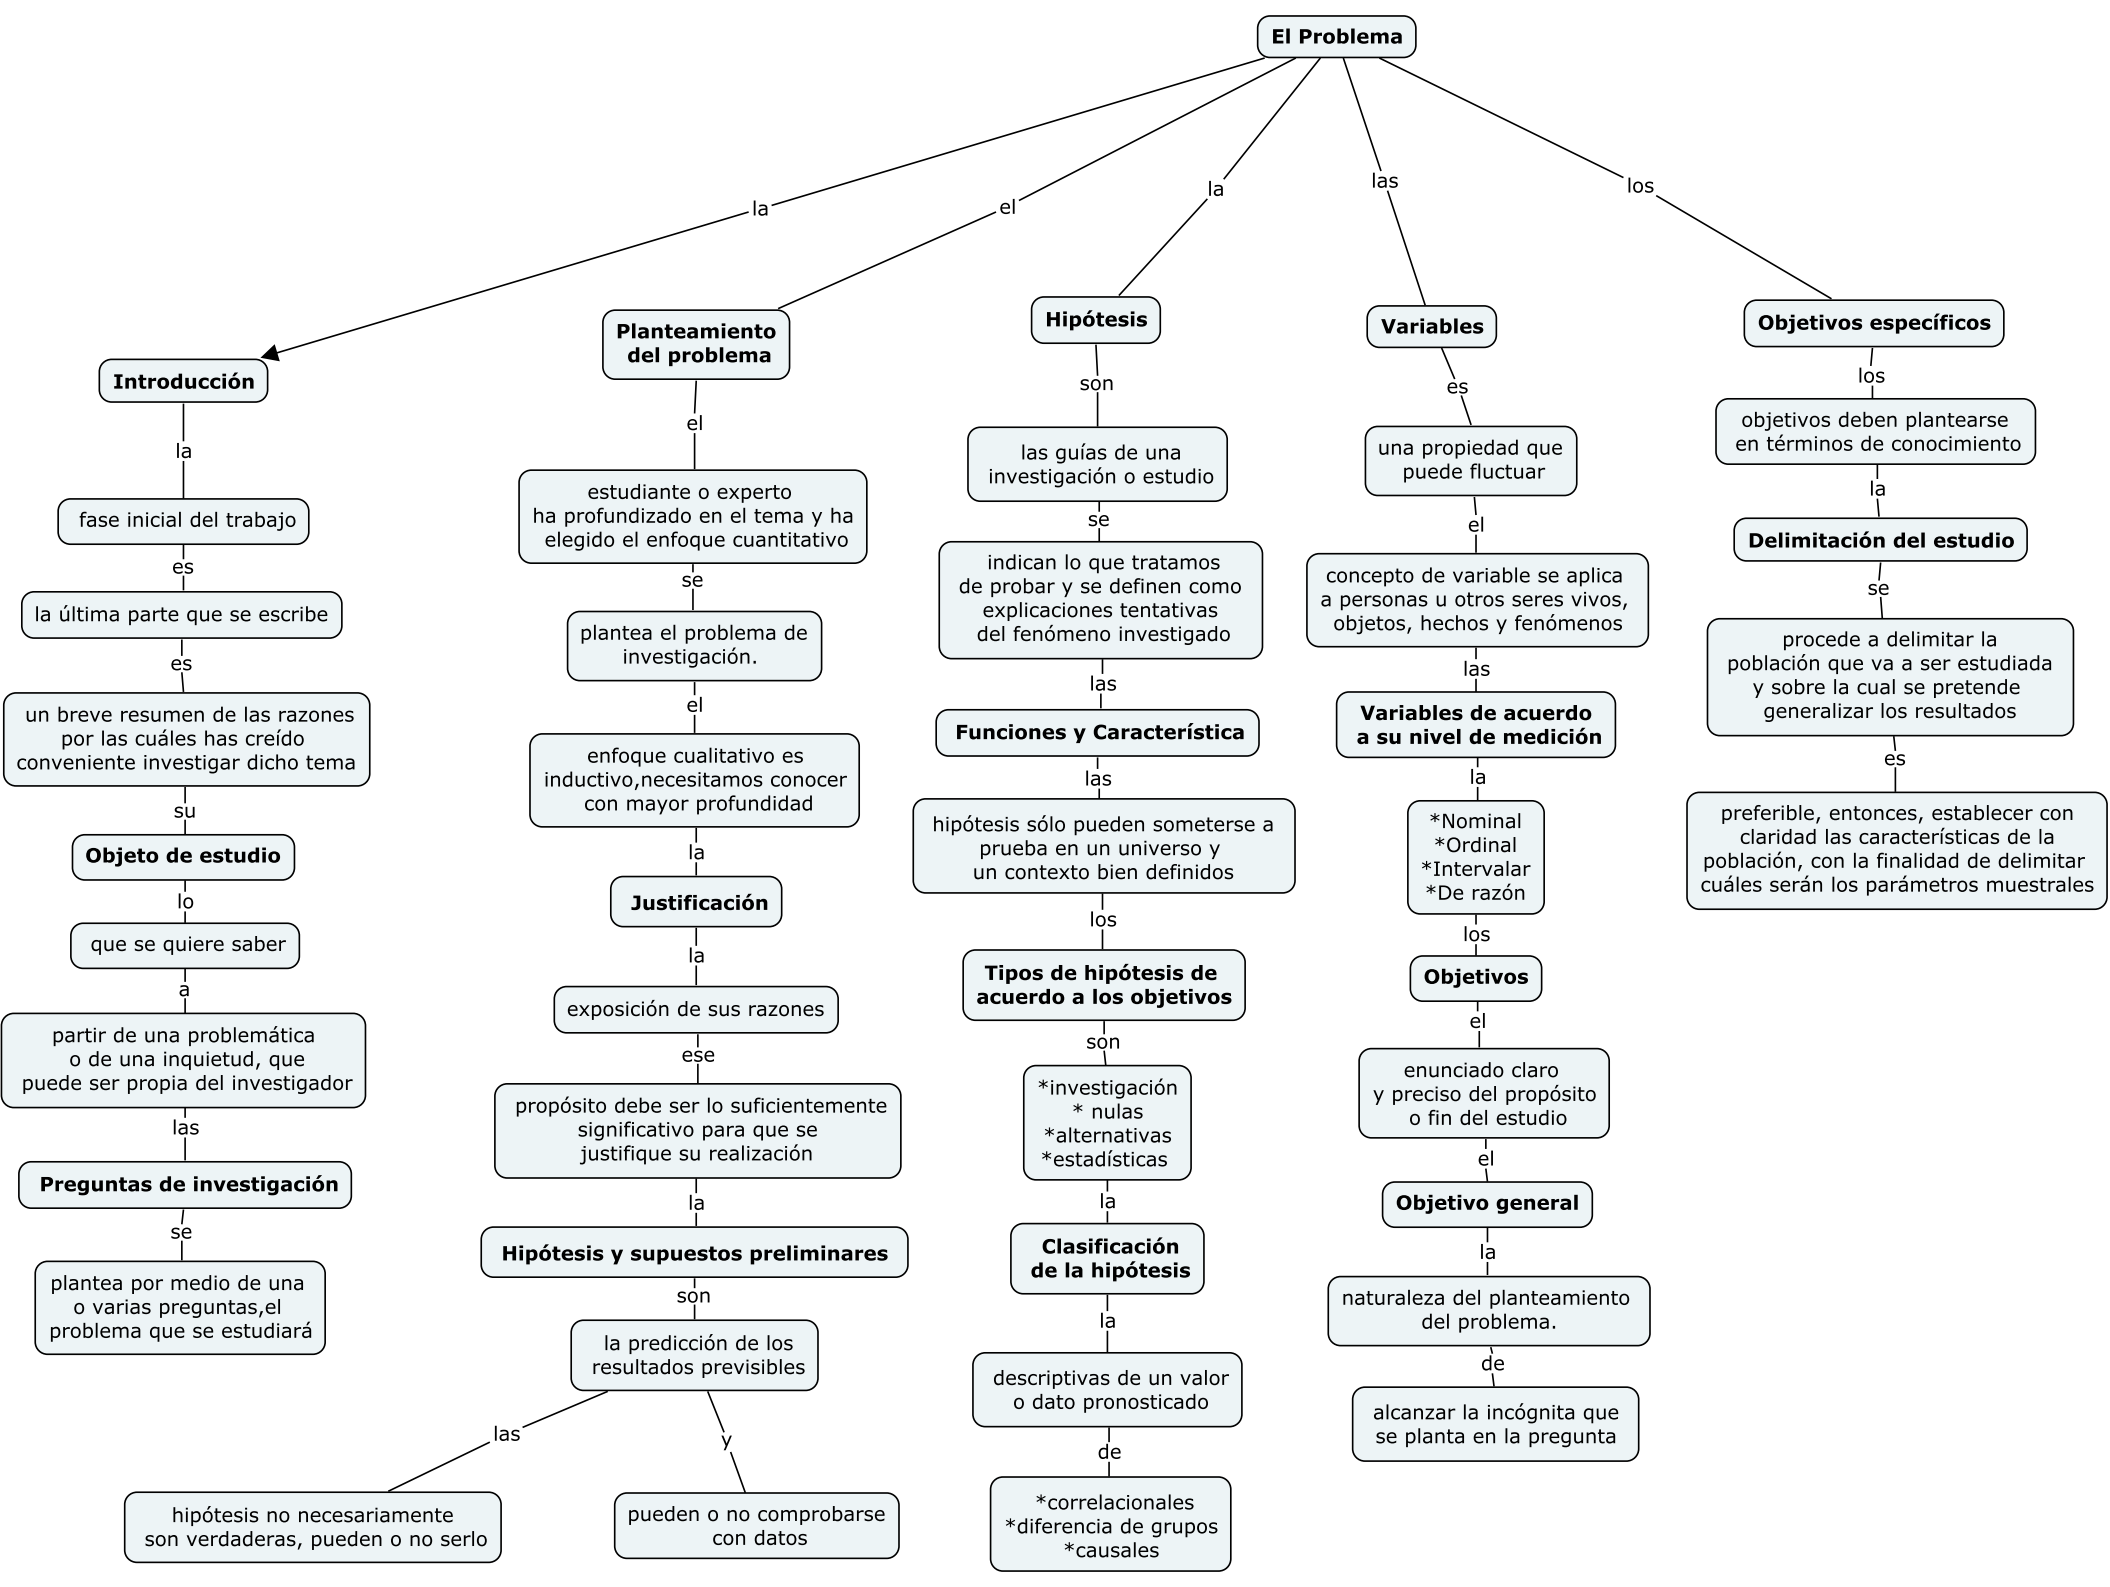 El Problema
la
el
la
las
los
Introducción
la
fase inicial del trabajo
es
la última parte que se escribe
es
un breve resumen de las razones
por las cuáles has creído
conveniente investigar dicho tema
su
Objeto de estudio
lo
que se quiere saber
a
partir de una problemática
o de una inquietud, que
puede ser propia del investigador
las
Preguntas de investigación
se
plantea por medio de una
o varias preguntas,el
problema que se estudiará
Planteamiento
del problema
el
estudiante o experto
ha profundizado en el tema y ha
elegido el enfoque cuantitativo
se
plantea el problema de
investigación.
el
enfoque cualitativo es
inductivo,necesitamos conocer
con mayor profundidad
la
Justificación
la
exposición de sus razones
ese
propósito debe ser lo suficientemente
significativo para que se
justifique su realización
la
Hipótesis y supuestos preliminares
son
la predicción de los
resultados previsibles
las
y
hipótesis no necesariamente
son verdaderas, pueden o no serlo
pueden o no comprobarse
con datos
Hipótesis
son
las guías de una
investigación o estudio
se
indican lo que tratamos
de probar y se definen como
explicaciones tentativas
del fenómeno investigado
las
Funciones y Característica
las
hipótesis sólo pueden someterse a
prueba en un universo y
un contexto bien definidos
los
Tipos de hipótesis de
acuerdo a los objetivos
son
*investigación
* nulas
*alternativas
*estadísticas
la
Clasificación
de la hipótesis
la
descriptivas de un valor
o dato pronosticado
de
*correlacionales
*diferencia de grupos
*causales
Variables
es
una propiedad que
puede fluctuar
el
concepto de variable se aplica
a personas u otros seres vivos,
objetos, hechos y fenómenos
las
Variables de acuerdo
a su nivel de medición
la
*Nominal
*Ordinal
*Intervalar
*De razón
los
Objetivos
el
enunciado claro
y preciso del propósito
o fin del estudio
el
Objetivo general
la
naturaleza del planteamiento
del problema.
de
alcanzar la incógnita que
se planta en la pregunta
Objetivos específicos
los
objetivos deben plantearse
en términos de conocimiento
la
Delimitación del estudio
se
procede a delimitar la
población que va a ser estudiada
y sobre la cual se pretende
generalizar los resultados
es
preferible, entonces, establecer con
claridad las características de la
población, con la finalidad de delimitar
cuáles serán los parámetros muestrales